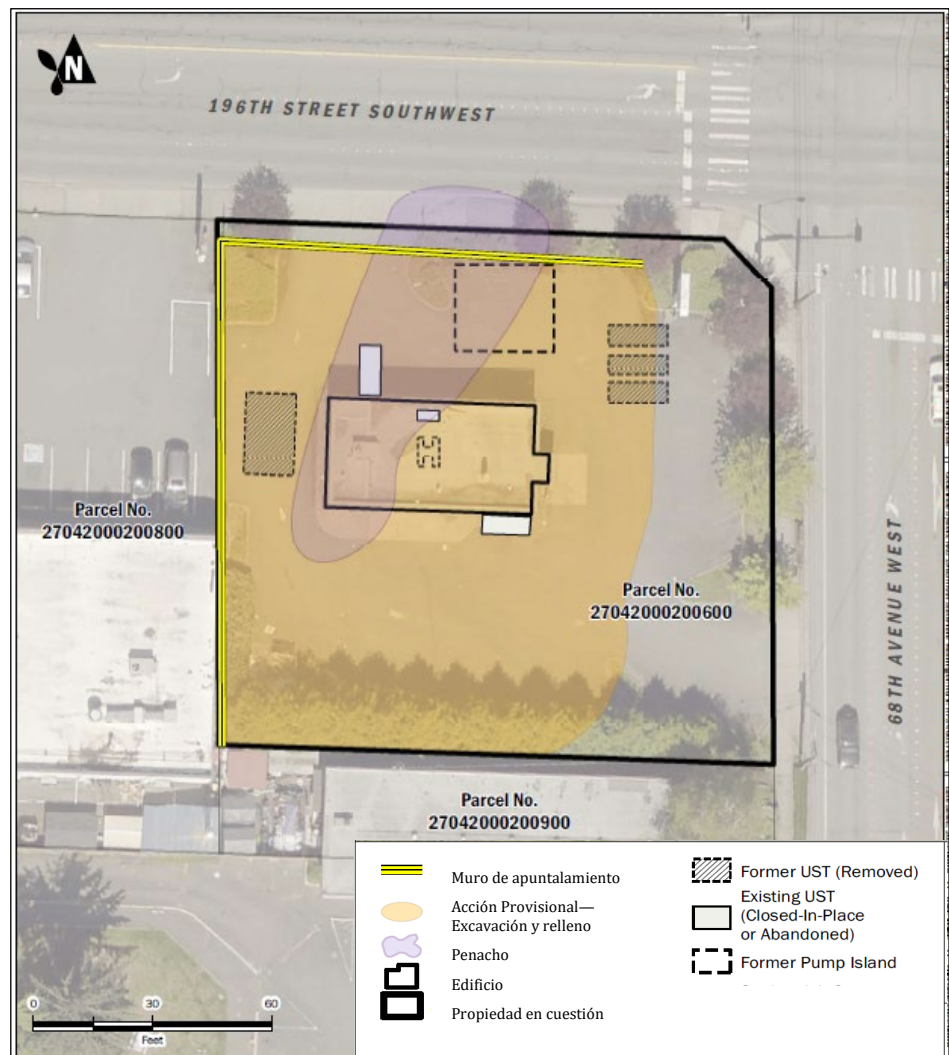 N
196TH STREET SOUTHWEST
Parcel No.
27042000200800
Parcel No.
27042000200600
68TH AVENUE WEST
Parcel No.
27042000200900
Muro de apuntalamiento
Acción Provisional—
Excavación y relleno
Penacho
Edificio
Propiedad en cuestión
Former UST (Removed)
Existing UST
(Closed-In-Place
or Abandoned)
Former Pump Island
0 30 60
Feet